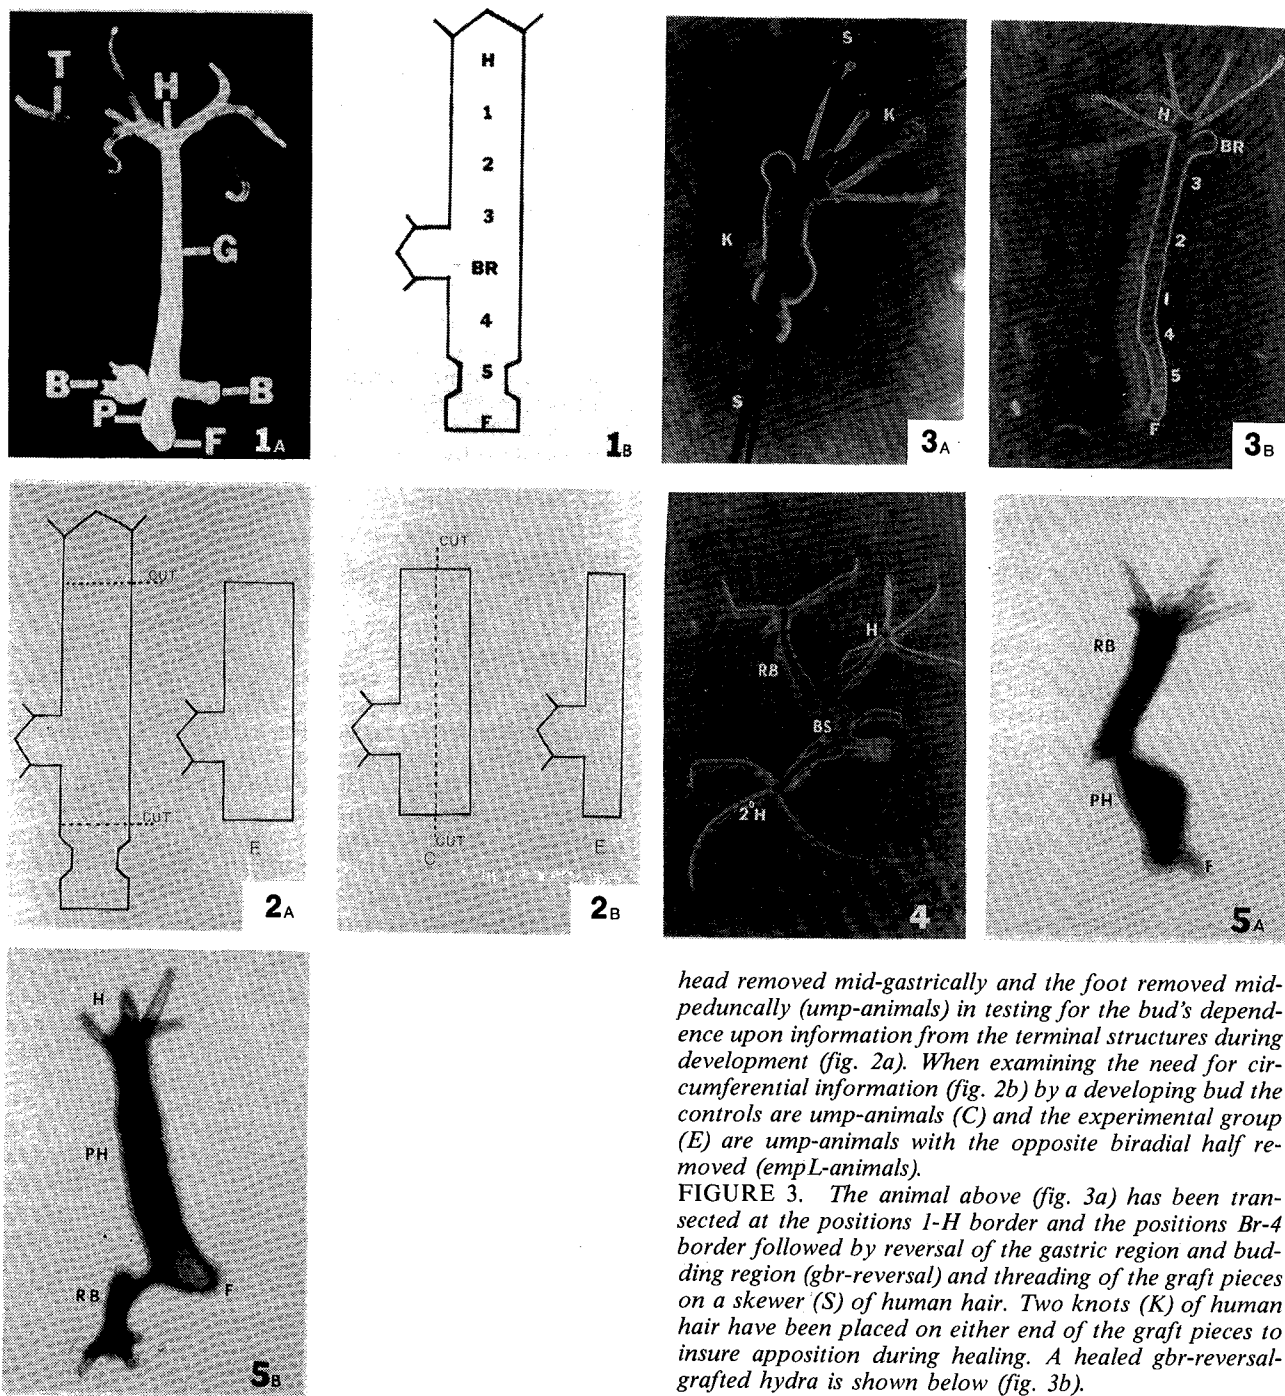 T
H
G
B
B
P
F
1A
H
1
2
3
BR
4
5
F
1B
S
K
K
S
3A
H
BR
3
2
1
4
5
F
3B
CUT
CUT
E
2A
CUT
CUT
C
E
2B
H
RB
BS
2°H
4
RB
PH
F
5A
H
PH
RB
F
5B
head removed mid-gastrically and the foot removed mid-
peduncally (ump-animals) in testing for the bud's depend-
ence upon information from the terminal structures during
development (fig. 2a). When examining the need for cir-
cumferential information (fig. 2b) by a developing bud the
controls are ump-animals (C) and the experimental group
(E) are ump-animals with the opposite biradial half re-
moved (empL-animals).
FIGURE 3. The animal above (fig. 3a) has been tran-
sected at the positions 1-H border and the positions Br-4
border followed by reversal of the gastric region and bud-
ding region (gbr-reversal) and threading of the graft pieces
on a skewer (S) of human hair. Two knots (K) of human
hair have been placed on either end of the graft pieces to
insure apposition during healing. A healed gbr-reversal-
grafted hydra is shown below (fig. 3b).